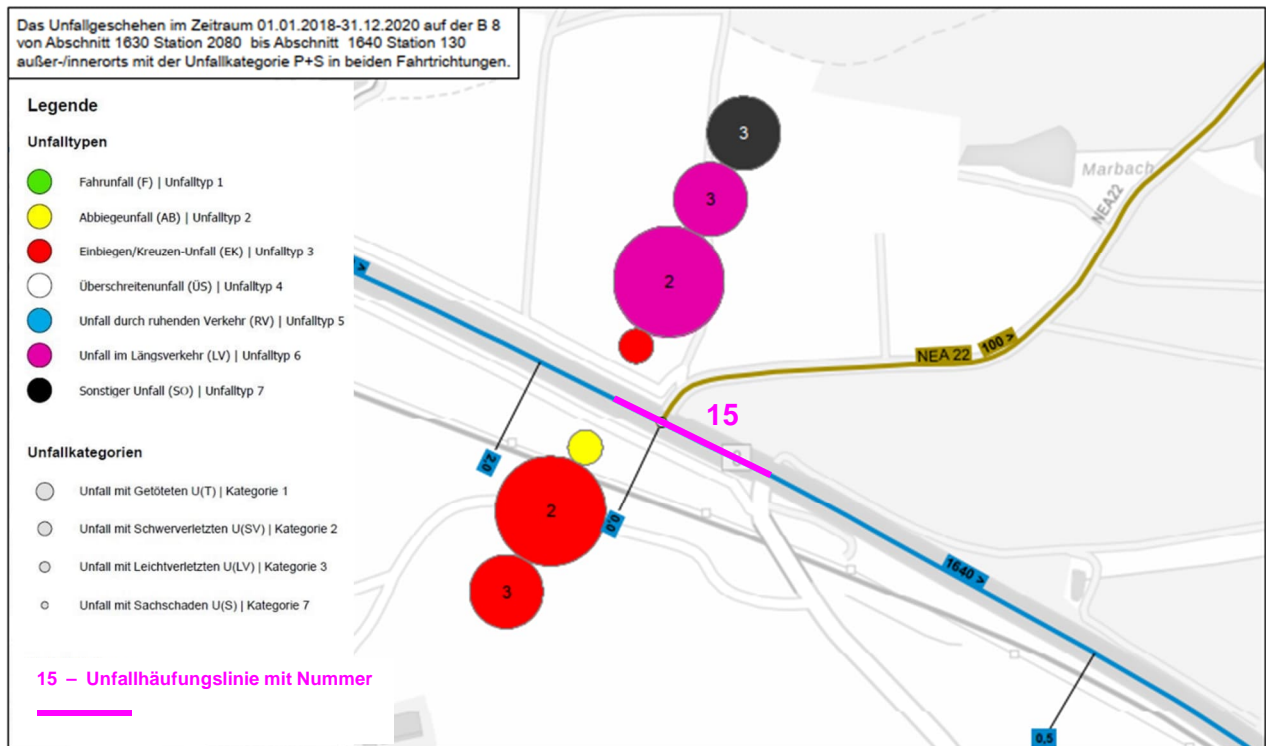 Das Unfallgeschehen im Zeitraum 01.01.2018-31.12.2020 auf der B 8
von Abschnitt 1630 Station 2080 bis Abschnitt 1640 Station 130
außer-/innerorts mit der Unfallkategorie P+S in beiden Fahrtrichtungen.
Legende
Unfalltypen
Fahrunfall (F) | Unfalltyp 1
Abbiegeunfall (AB) | Unfalltyp 2
Einbiegen/Kreuzen-Unfall (EK) | Unfalltyp 3
Überschreitenunfall (ÜS) | Unfalltyp 4
Unfall durch ruhenden Verkehr (RV) | Unfalltyp 5
Unfall im Längsverkehr (LV) | Unfalltyp 6
Sonstiger Unfall (SO) | Unfalltyp 7
Unfallkategorien
Unfall mit Getöteten U(T) | Kategorie 1
Unfall mit Schwerverletzten U(SV) | Kategorie 2
Unfall mit Leichtverletzten U(LV) | Kategorie 3
Unfall mit Sachschaden U(S) | Kategorie 7
15 – Unfallhäufungslinie mit Nummer
3
3
2
Marbach
NEA22
NEA 22
100 >
>
15
2,0
0,0
2
3
1640 >
0,5